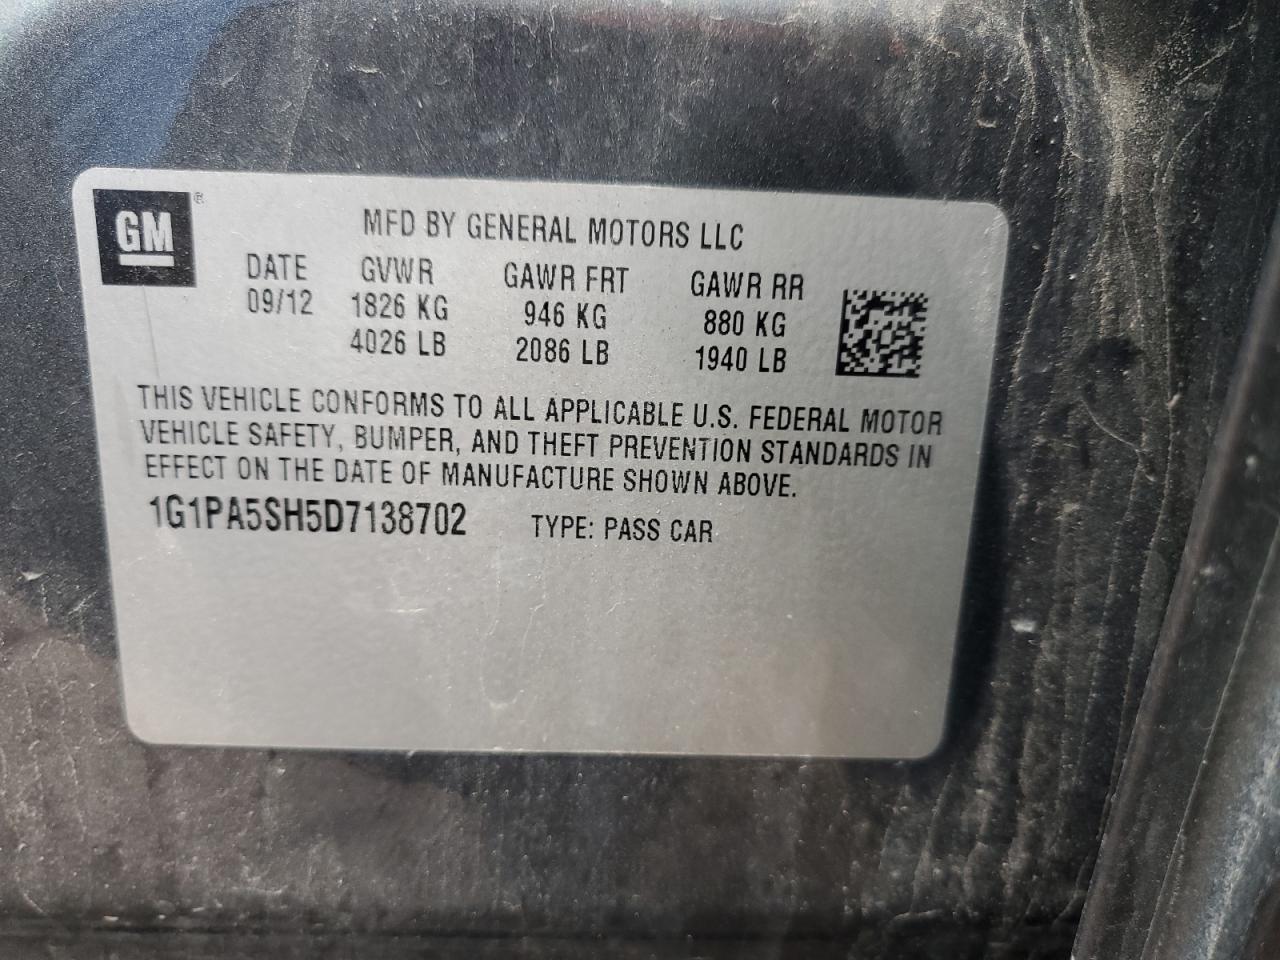 GM ®
MFD BY GENERAL MOTORS LLC
DATE GVWR GAWR FRT GAWR RR
09/12 1826 KG 946 KG 880 KG
4026 LB 2086 LB 1940 LB
THIS VEHICLE CONFORMS TO ALL APPLICABLE U.S. FEDERAL MOTOR
VEHICLE SAFETY, BUMPER, AND THEFT PREVENTION STANDARDS IN
EFFECT ON THE DATE OF MANUFACTURE SHOWN ABOVE.
1G1PA5SH5D7138702 TYPE: PASS CAR